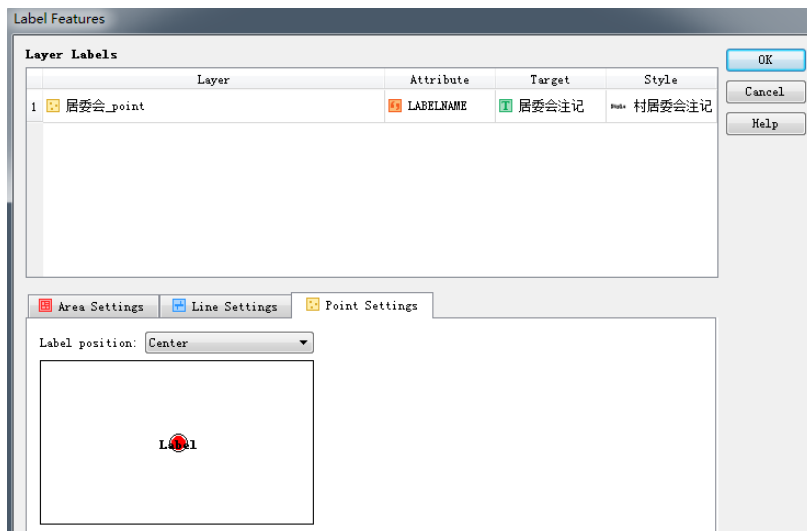 Label Features
Layer Labels
Layer Attribute Target Style
1 居委会_point LABELNAME T 居委会注记 村居委会注记
OK
Cancel
Help
Area Settings Line Settings Point Settings
Label position: Center
Label